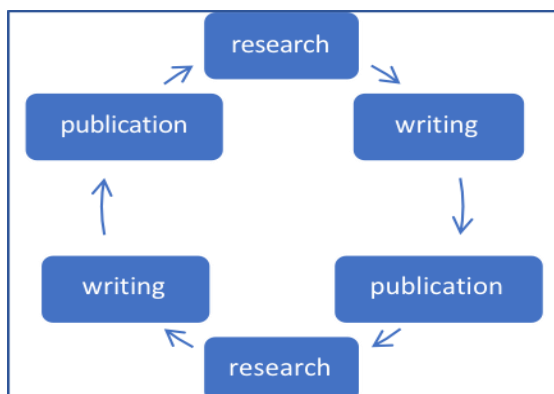 research
writing
publication
research
writing
publication